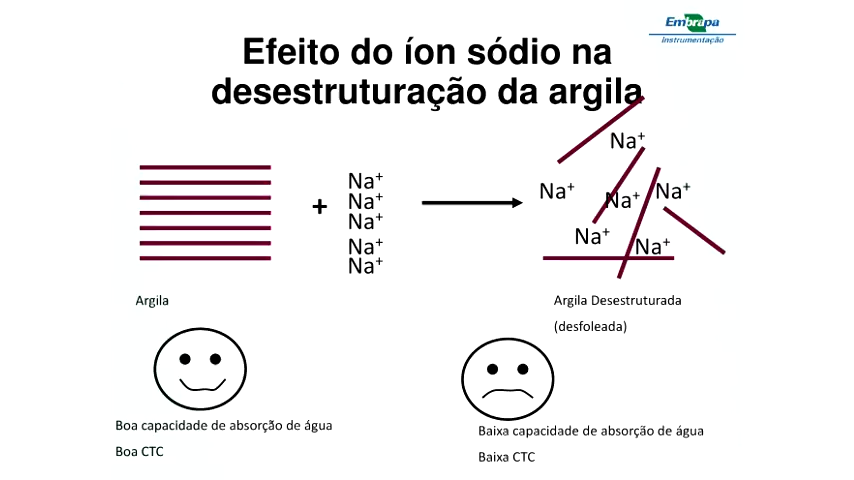 Embrapa
Instrumentação
Efeito do íon sódio na
desestruturação da argila
Na⁺
Na⁺
Na⁺
Na⁺
Na⁺
+
Na⁺
Na⁺
Na⁺
Na⁺
Na⁺
Na⁺
Argila
Argila Desestruturada
(desfoleada)
Boa capacidade de absorção de água
Boa CTC
Baixa capacidade de absorção de água
Baixa CTC